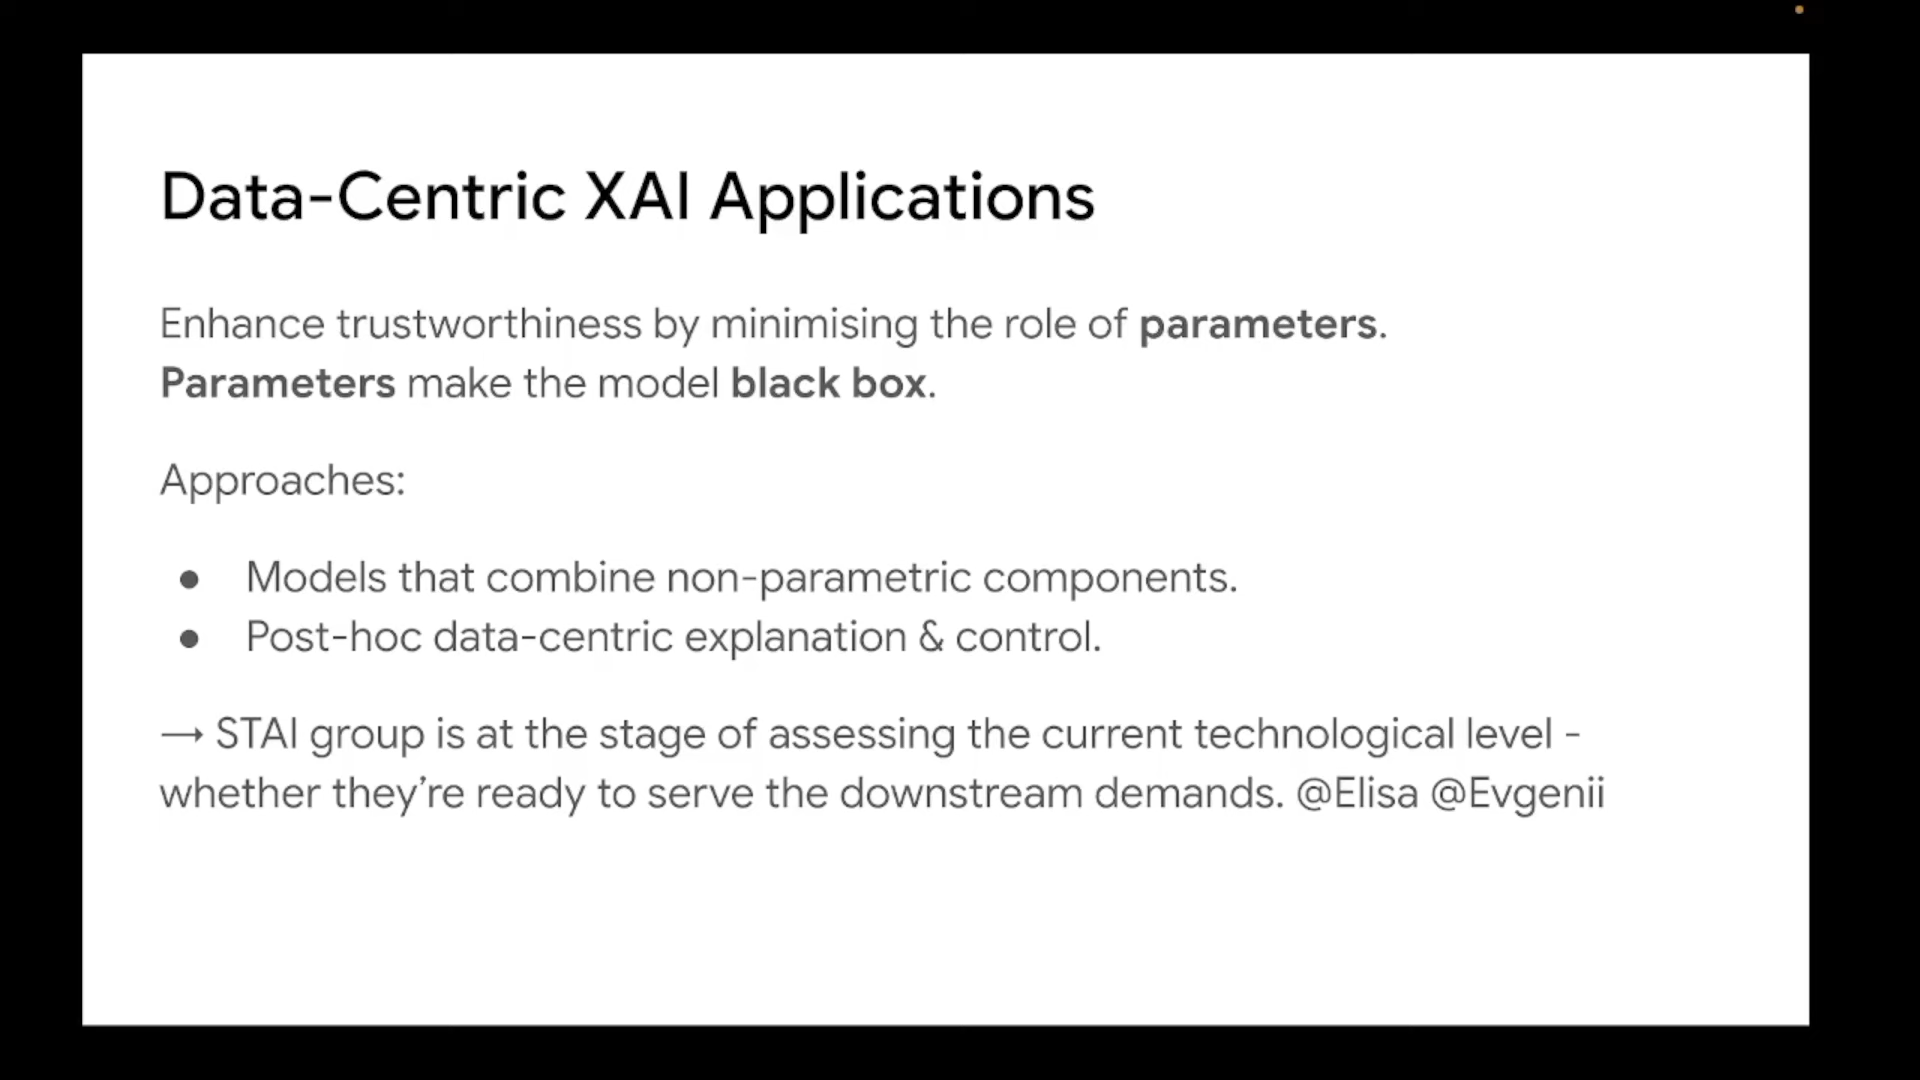 Data-Centric XAI Applications
Enhance trustworthiness by minimising the role of parameters.
Parameters make the model black box.
Approaches:
● Models that combine non-parametric components.
● Post-hoc data-centric explanation & control.
→ STAI group is at the stage of assessing the current technological level -
whether they’re ready to serve the downstream demands. @Elisa @Evgenii